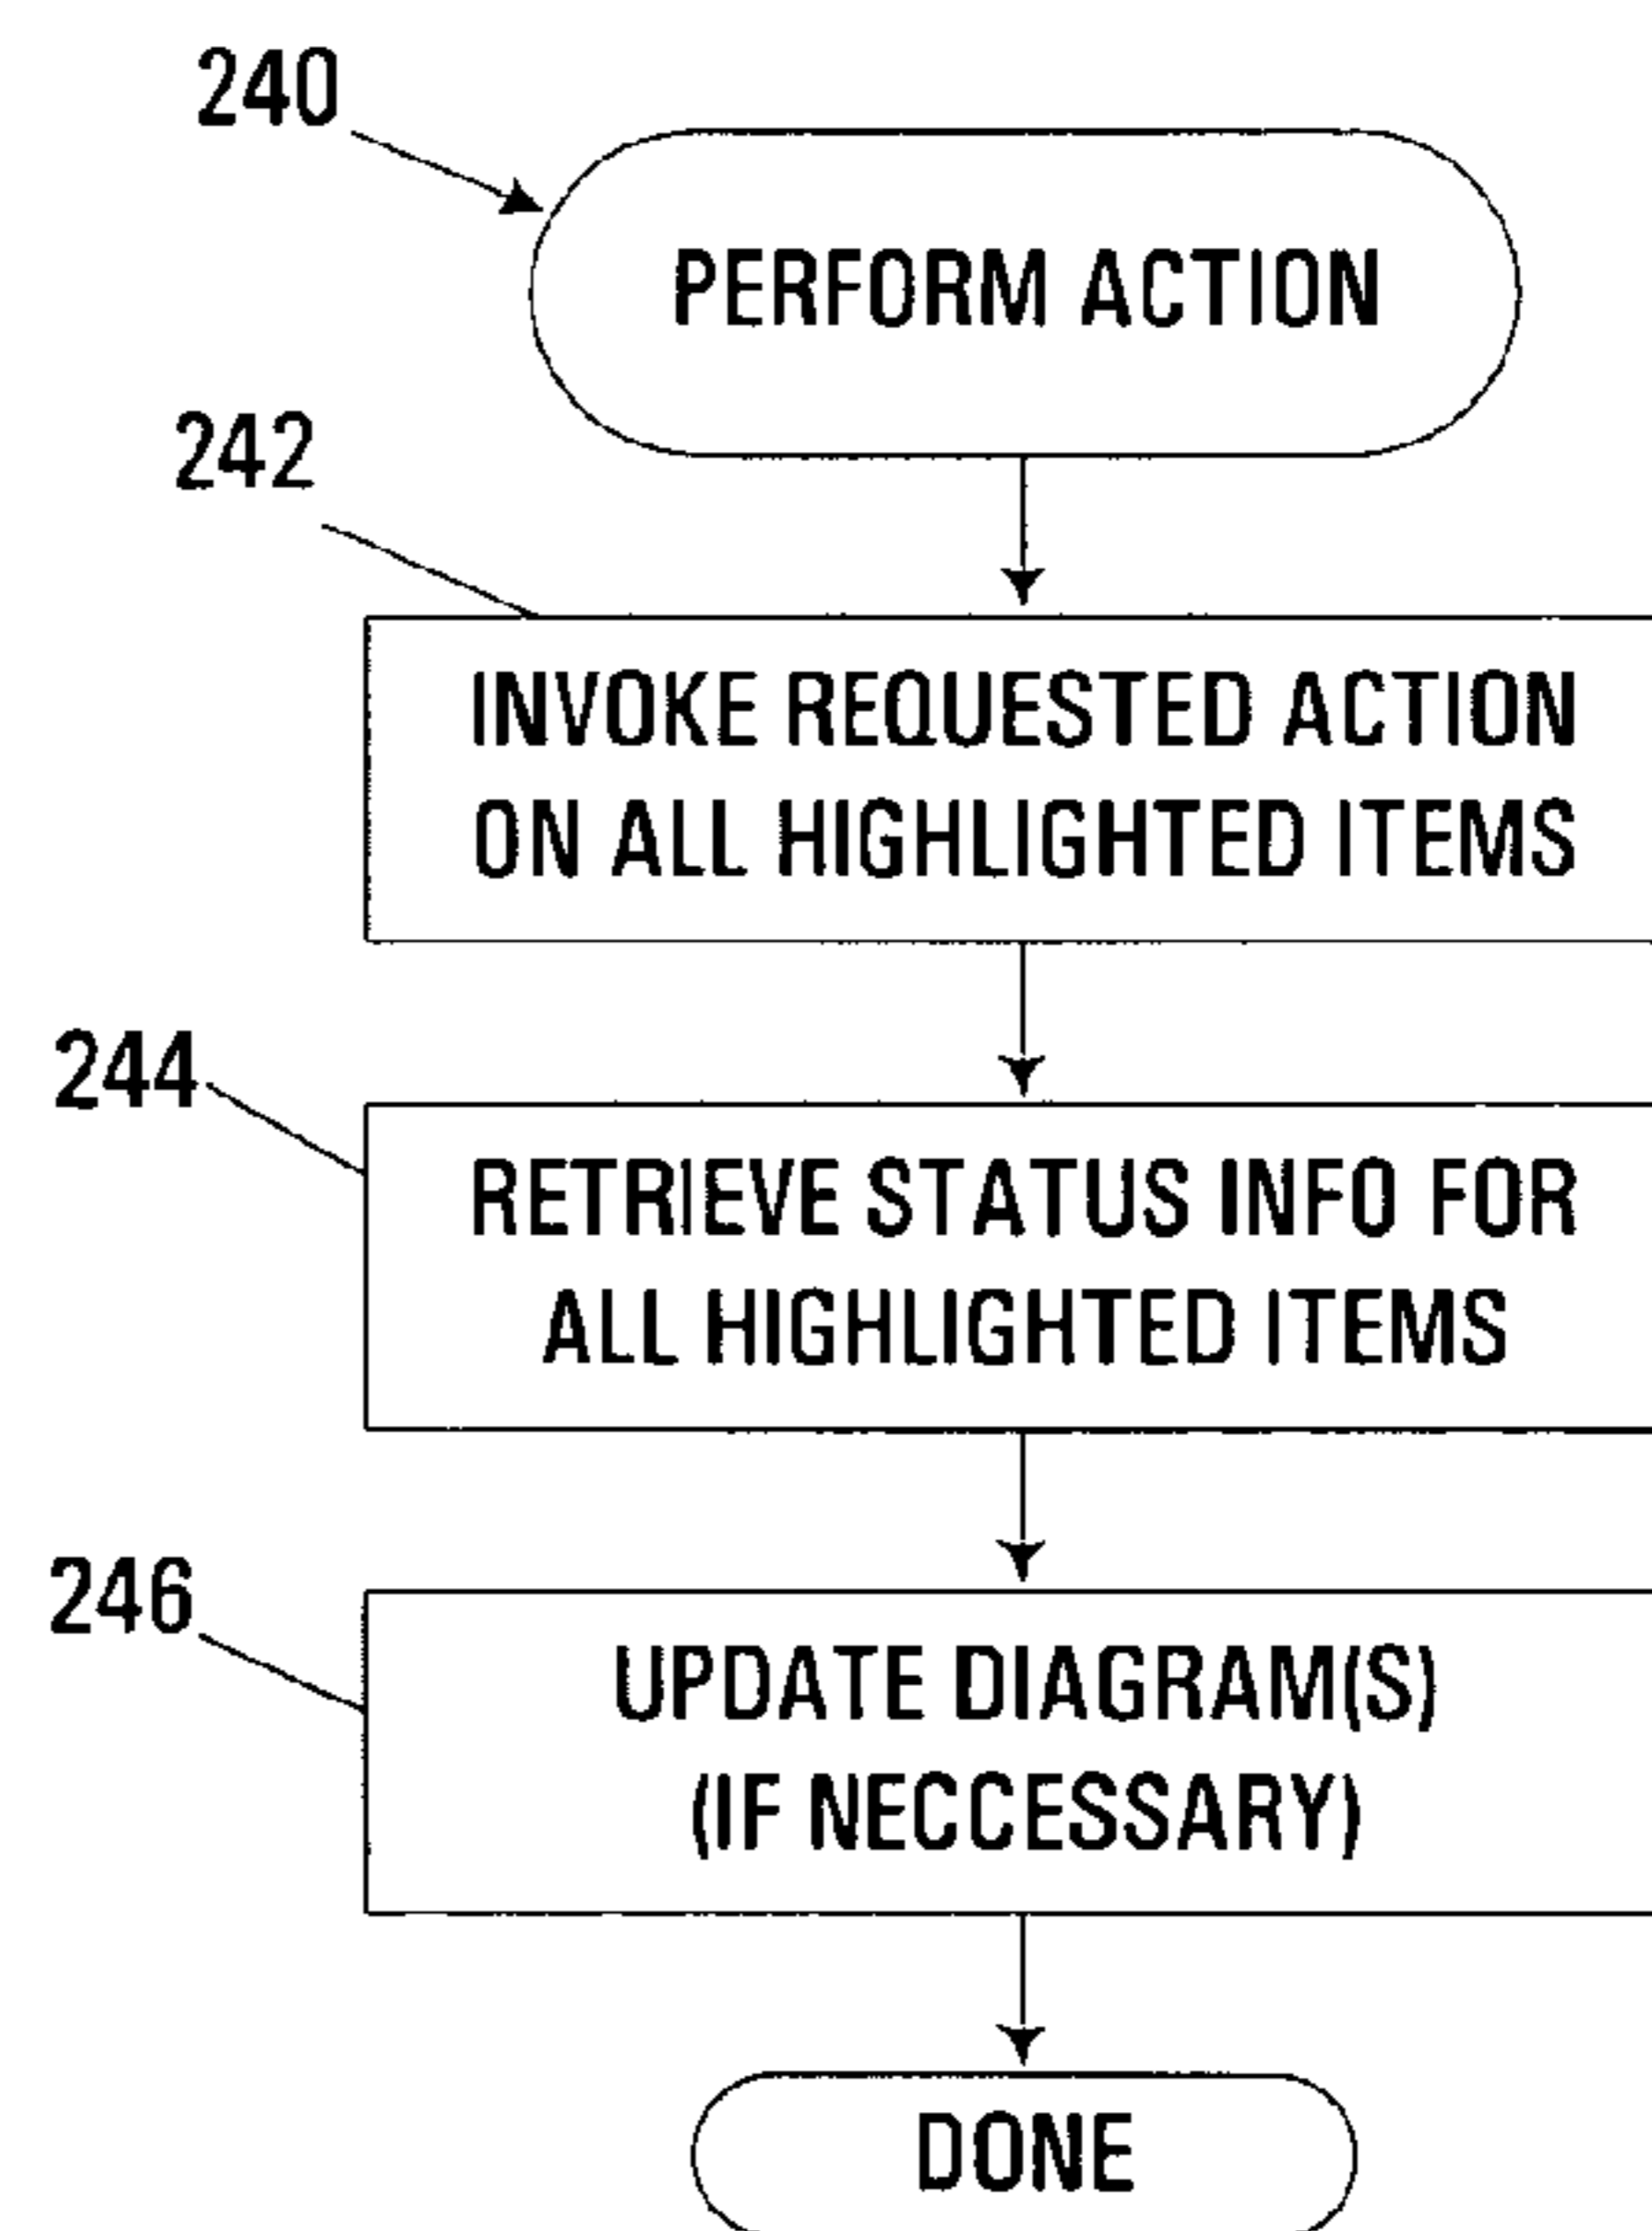 240
PERFORM ACTION
242
INVOKE REQUESTED ACTION
ON ALL HIGHLIGHTED ITEMS
244
RETRIEVE STATUS INFO FOR
ALL HIGHLIGHTED ITEMS
246
UPDATE DIAGRAM(S)
(IF NECCESSARY)
DONE